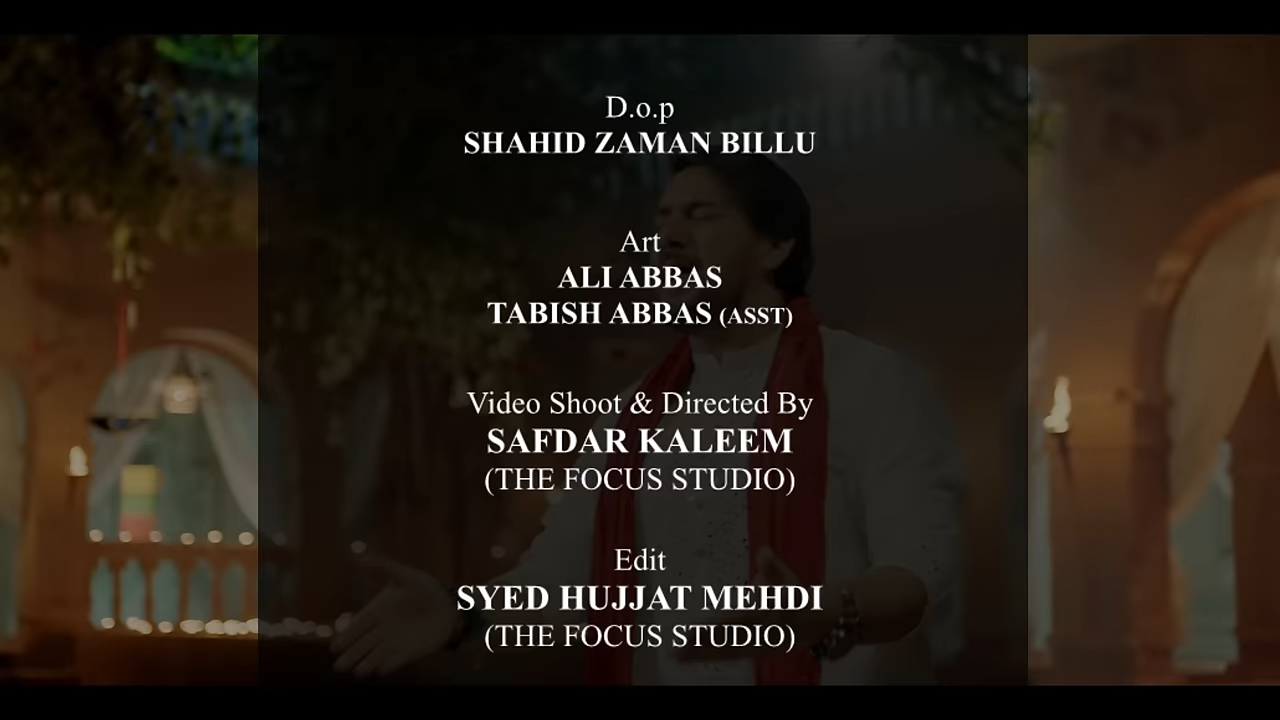 D.o.p
SHAHID ZAMAN BILLU
Art
ALI ABBAS
TABISH ABBAS (ASST)
Video Shoot & Directed By
SAFDAR KALEEM
(THE FOCUS STUDIO)
Edit
SYED HUJJAT MEHDI
(THE FOCUS STUDIO)